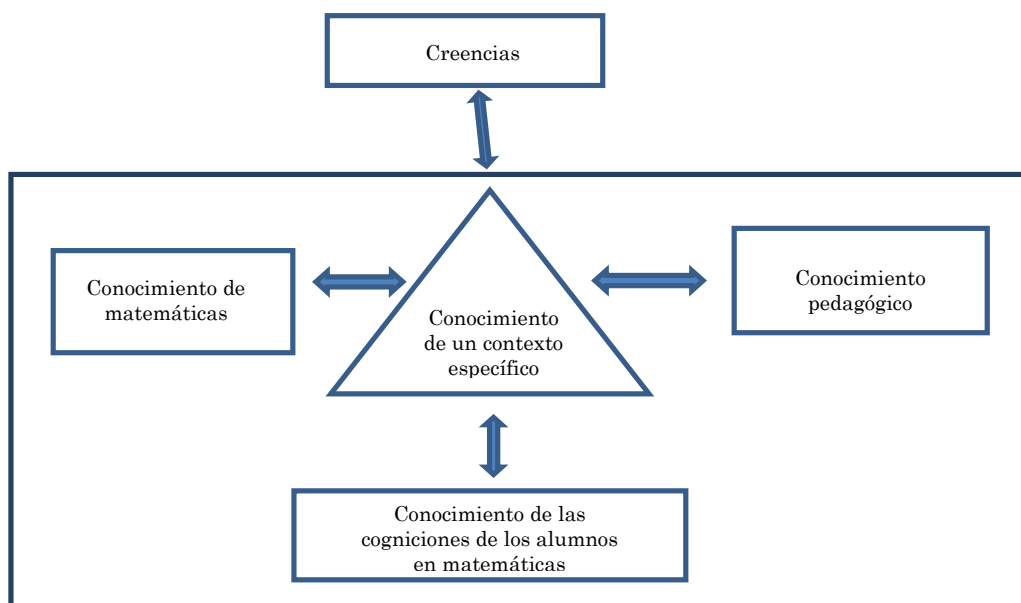 Creencias
Conocimiento de
matemáticas
Conocimiento
de un contexto
específico
Conocimiento
pedagógico
Conocimiento de las
cogniciones de los alumnos
en matemáticas